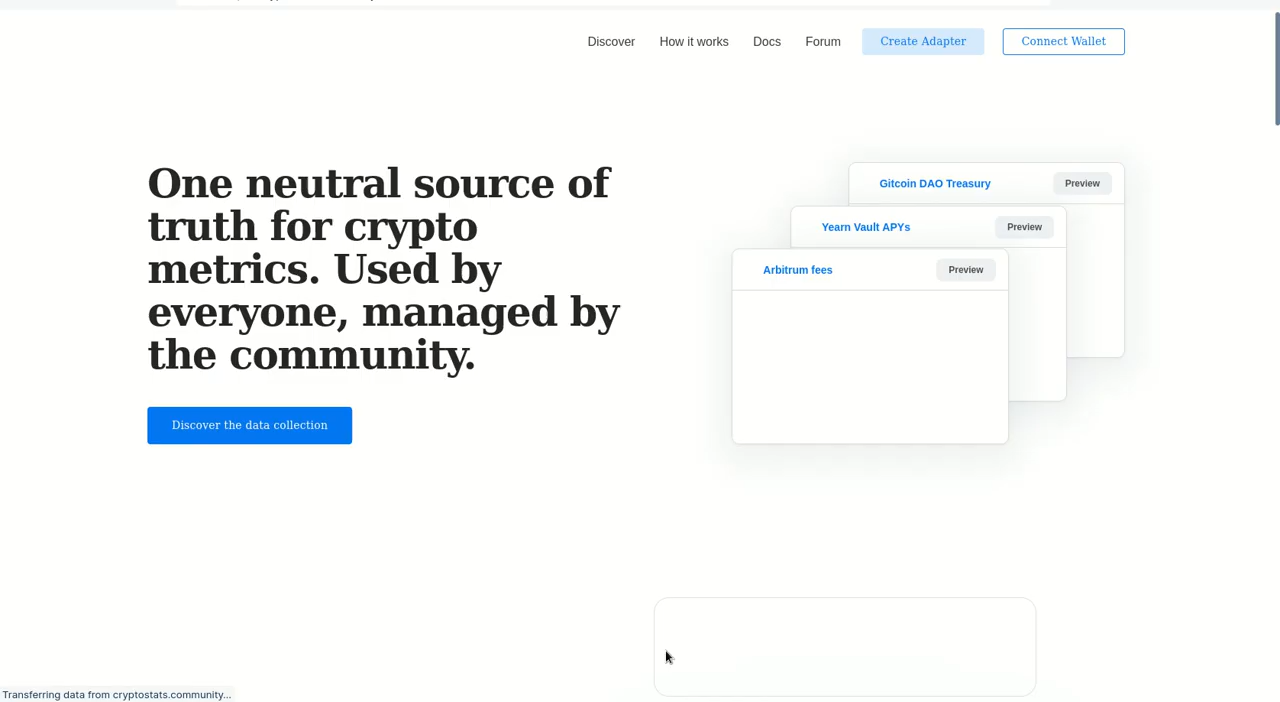 Discover
How it works
Docs
Forum
Create Adapter
Connect Wallet
One neutral source of
truth for crypto
metrics. Used by
everyone, managed by
the community.
Discover the data collection
Gitcoin DAO Treasury
Preview
Yearn Vault APYs
Preview
Arbitrum fees
Preview
Transferring data from cryptostats.community...